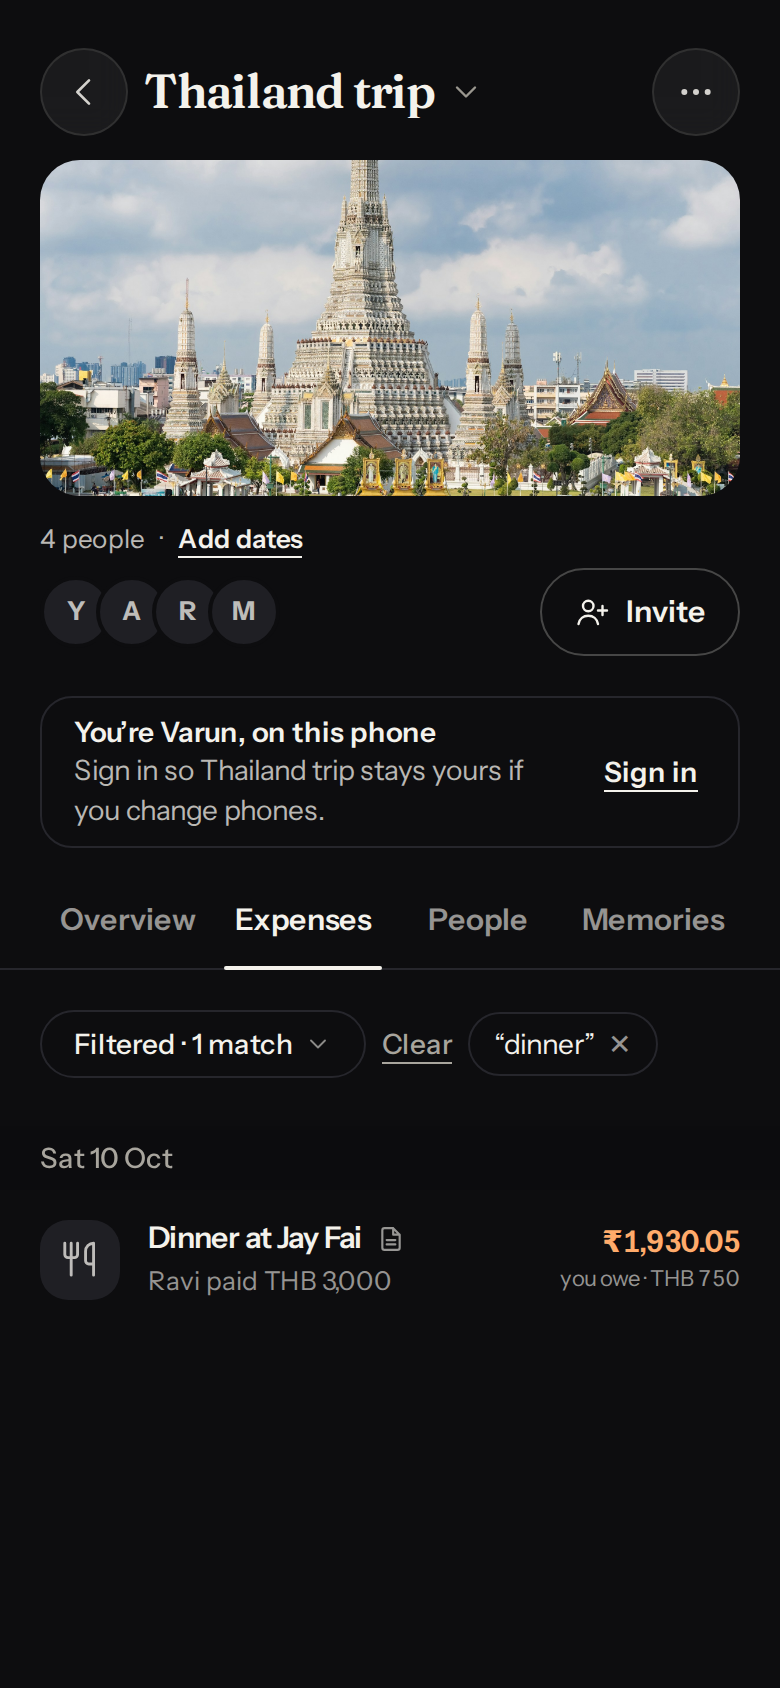 Thailand trip
4 people · Add dates
Y A R M
Invite
You’re Varun, on this phone
Sign in so Thailand trip stays yours if
you change phones.
Sign in
Overview Expenses People Memories
Filtered · 1 match Clear “dinner”
Sat 10 Oct
Dinner at Jay Fai ₹1,930.05
Ravi paid THB 3,000 you owe · THB 750